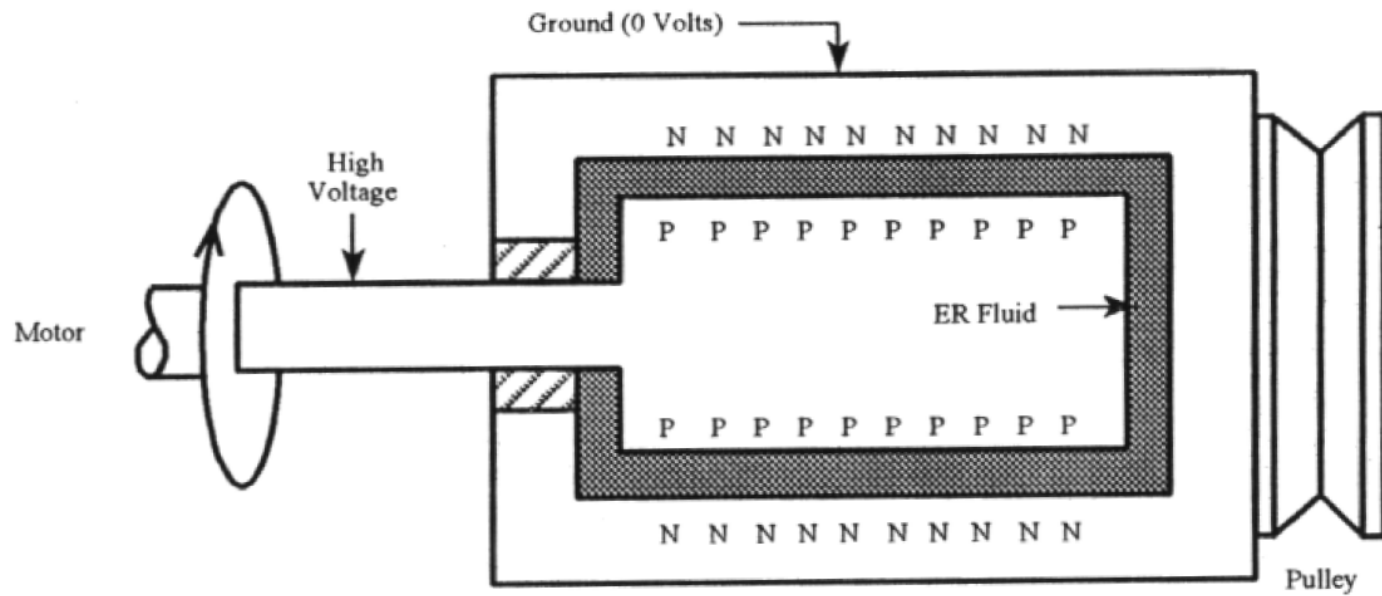 Ground (0 Volts)
N N N N N N N N N N
High
Voltage
P P P P P P P P P P
ER Fluid
Motor
P P P P P P P P P P
N N N N N N N N N N
Pulley